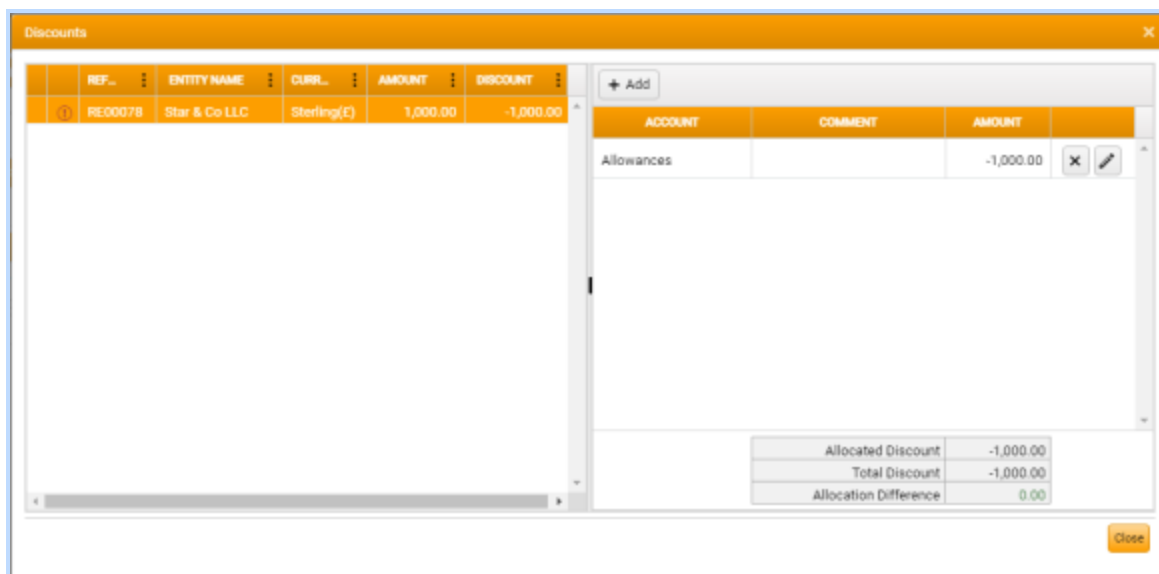 Discounts
REF... ENTITY NAME CURR... AMOUNT DISCOUNT
RE00078 Star & Co LLC Sterling(£) 1,000.00 -1,000.00
+ Add
ACCOUNT COMMENT AMOUNT
Allowances -1,000.00
Allocated Discount -1,000.00
Total Discount -1,000.00
Allocation Difference 0.00
Close